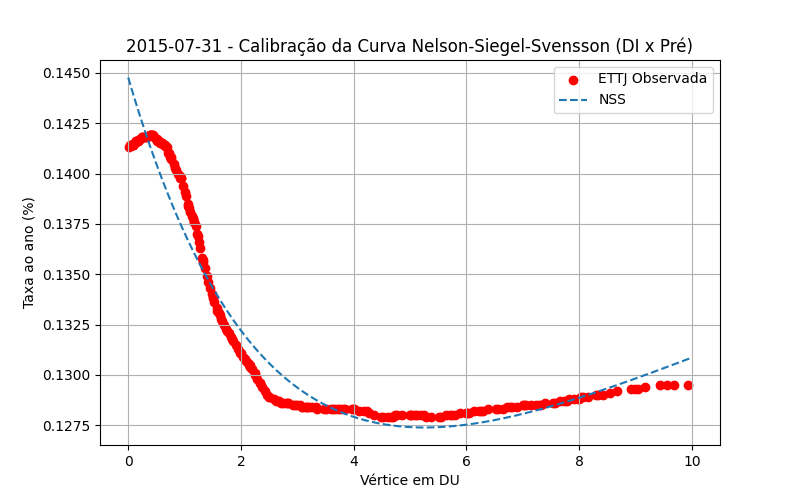 2015-07-31 - Calibração da Curva Nelson-Siegel-Svensson (DI x Pré)
ETTJ Observada
NSS
Taxa ao ano (%)
0.1450
0.1425
0.1400
0.1375
0.1350
0.1325
0.1300
0.1275
0 2 4 6 8 10
Vértice em DU